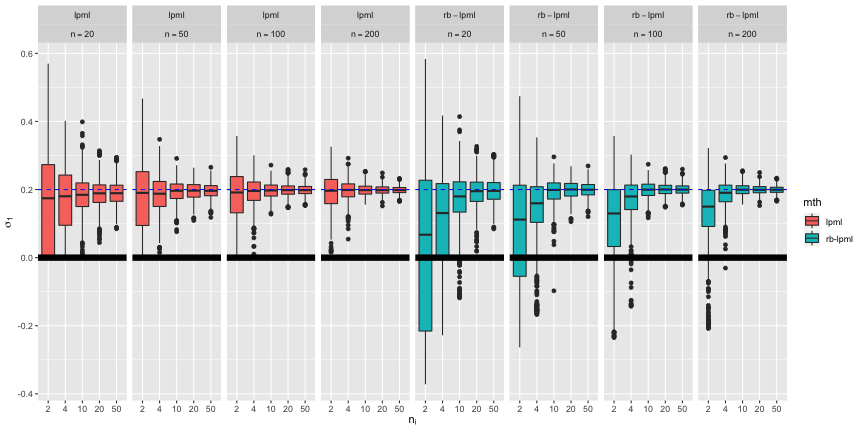 lpml lpml lpml lpml rb − lpml rb − lpml rb − lpml rb − lpml
n = 20 n = 50 n = 100 n = 200 n = 20 n = 50 n = 100 n = 200
0.6
0.4
0.2
0.0
-0.2
-0.4
σ₁
2 4 10 20 50 2 4 10 20 50 2 4 10 20 50 2 4 10 20 50 2 4 10 20 50 2 4 10 20 50 2 4 10 20 50 2 4 10 20 50
nᵢ
mth
lpml
rb-lpml